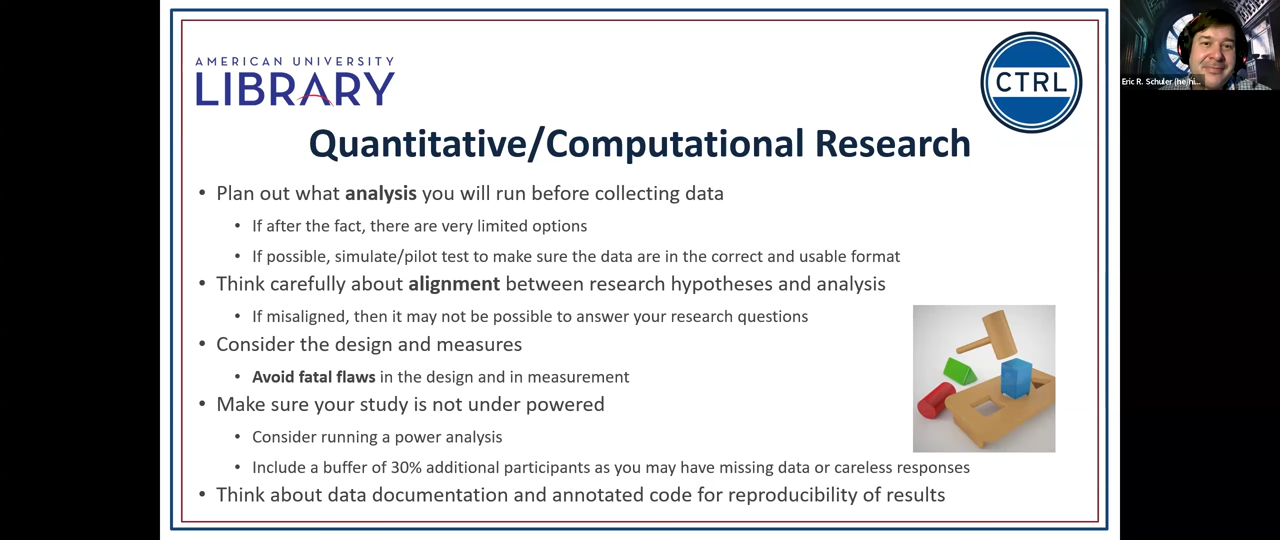 AMERICAN UNIVERSITY
LIBRARY
CTRL
Eric R. Schuler (he/hi...
Quantitative/Computational Research
• Plan out what analysis you will run before collecting data
• If after the fact, there are very limited options
• If possible, simulate/pilot test to make sure the data are in the correct and usable format
• Think carefully about alignment between research hypotheses and analysis
• If misaligned, then it may not be possible to answer your research questions
• Consider the design and measures
• Avoid fatal flaws in the design and in measurement
• Make sure your study is not under powered
• Consider running a power analysis
• Include a buffer of 30% additional participants as you may have missing data or careless responses
• Think about data documentation and annotated code for reproducibility of results